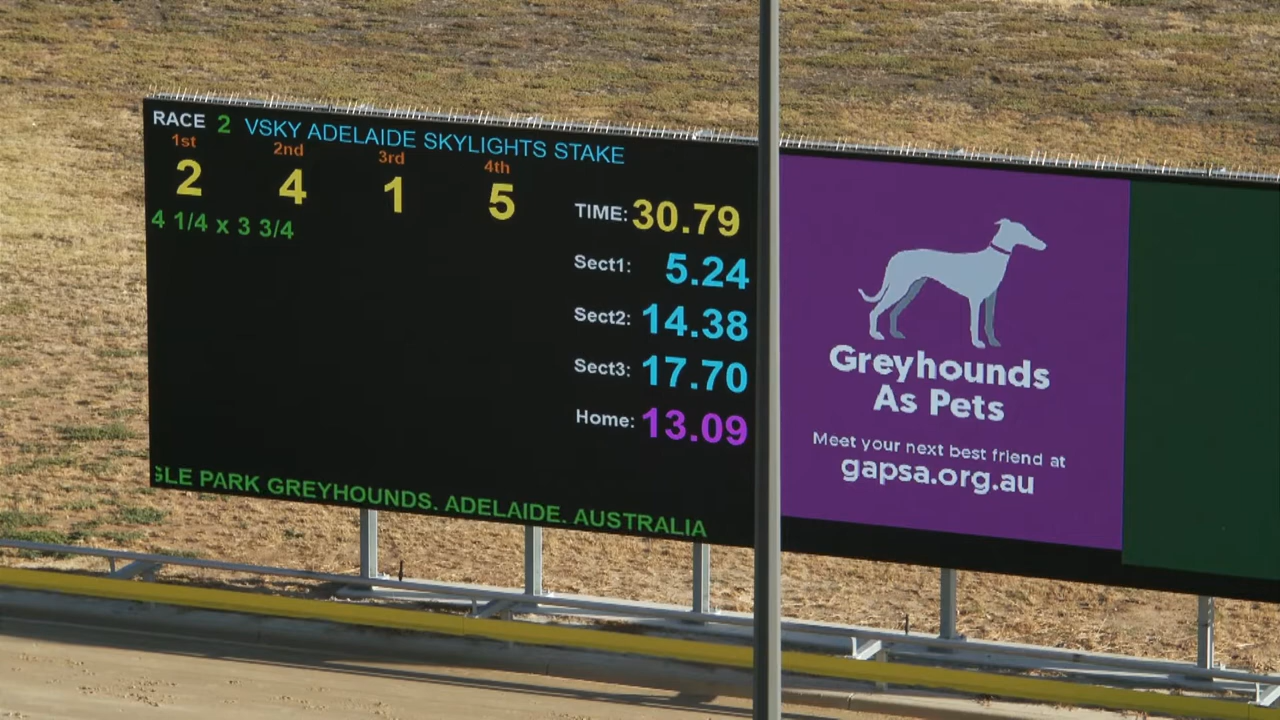 RACE 2 VSKY ADELAIDE SKYLIGHTS STAKE
1st 2nd 3rd 4th
2 4 1 5
4 1/4 x 3 3/4
TIME: 30.79
Sect1: 5.24
Sect2: 14.38
Sect3: 17.70
Home: 13.09
GLE PARK GREYHOUNDS. ADELAIDE. AUSTRALIA
Greyhounds
As Pets
Meet your next best friend at
gapsa.org.au